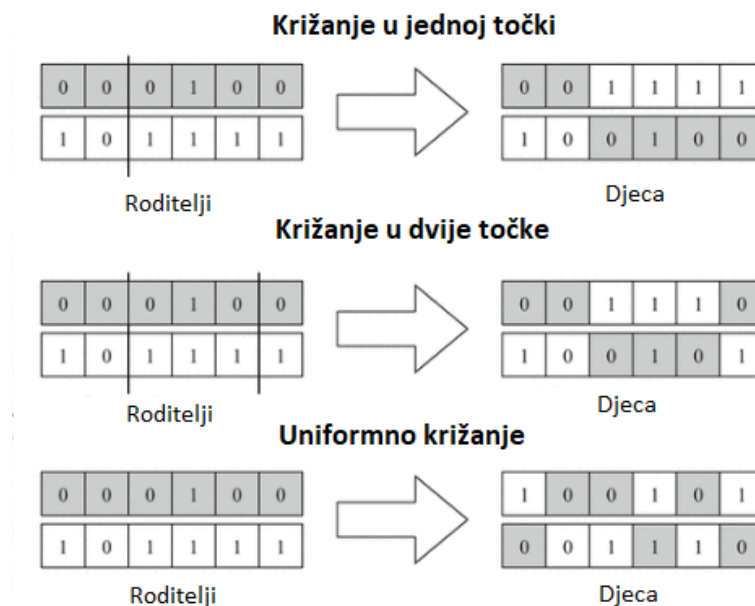 Križanje u jednoj točki
0 0 0 1 0 0 0 0 1 1 1 1
1 0 1 1 1 1 1 0 0 1 0 0
Roditelji Djeca
Križanje u dvije točke
0 0 0 1 0 0 0 0 1 1 1 0
1 0 1 1 1 1 1 0 0 1 0 1
Roditelji Djeca
Uniformno križanje
0 0 0 1 0 0 1 0 0 1 0 1
1 0 1 1 1 1 0 0 1 1 1 0
Roditelji Djeca